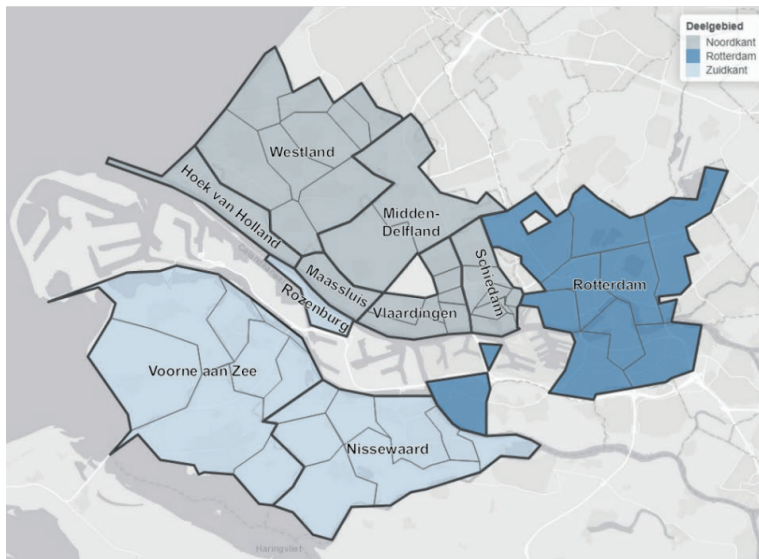 Deelgebied
Noordkant
Rotterdam
Zuidkant
Westland
Hoek van Holland
Midden-
Delfland
Schiedam
Maassluis
Rozenburg
Vlaardingen
Rotterdam
Voorne aan Zee
Nissewaard
Haringvliet